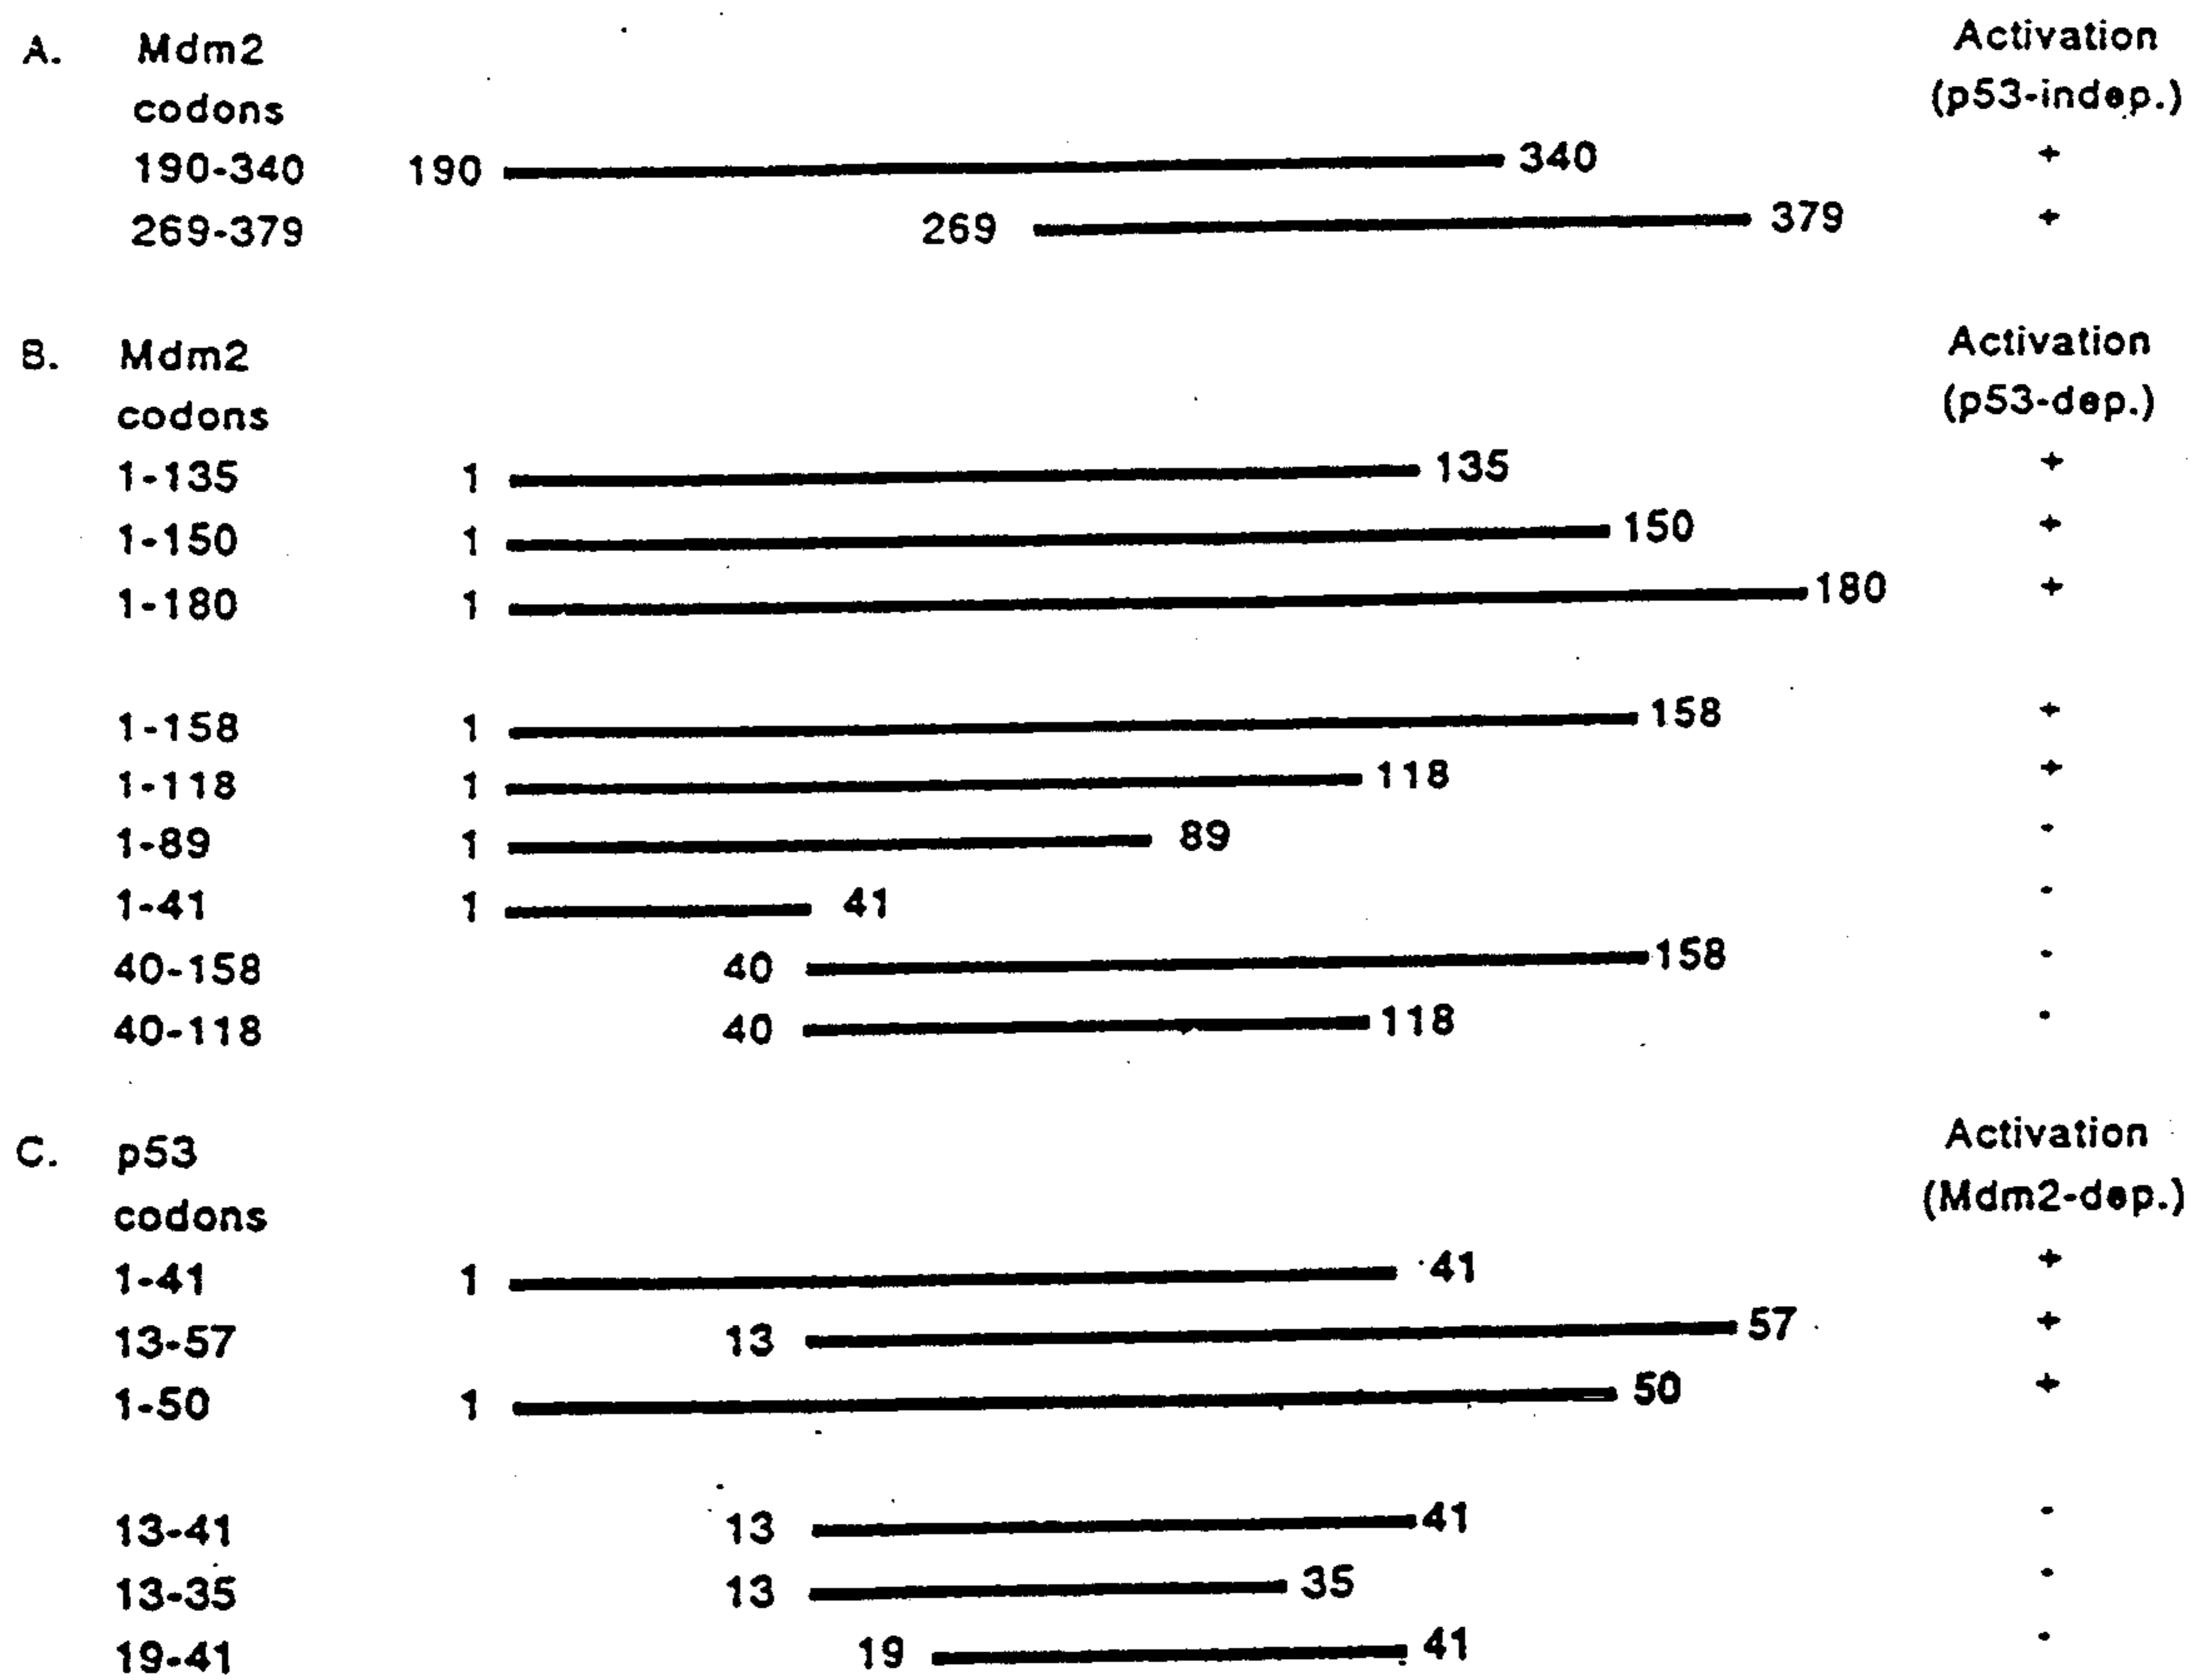 A. Mdm2 Activation
codons (p53-indep.)
190-340 190 340 +
269-379 269 379 +
B. Mdm2 Activation
codons (p53-dep.)
1-135 1 135 +
1-150 1 150 +
1-180 1 180 +
1-158 1 158 +
1-118 1 118 +
1-89 1 89 -
1-41 1 41 -
40-158 40 158 -
40-118 40 118 -
C. p53 Activation
codons (Mdm2-dep.)
1-41 1 41 +
13-57 13 57 +
1-50 1 50 +
13-41 13 41 -
13-35 13 35 -
19-41 19 41 -